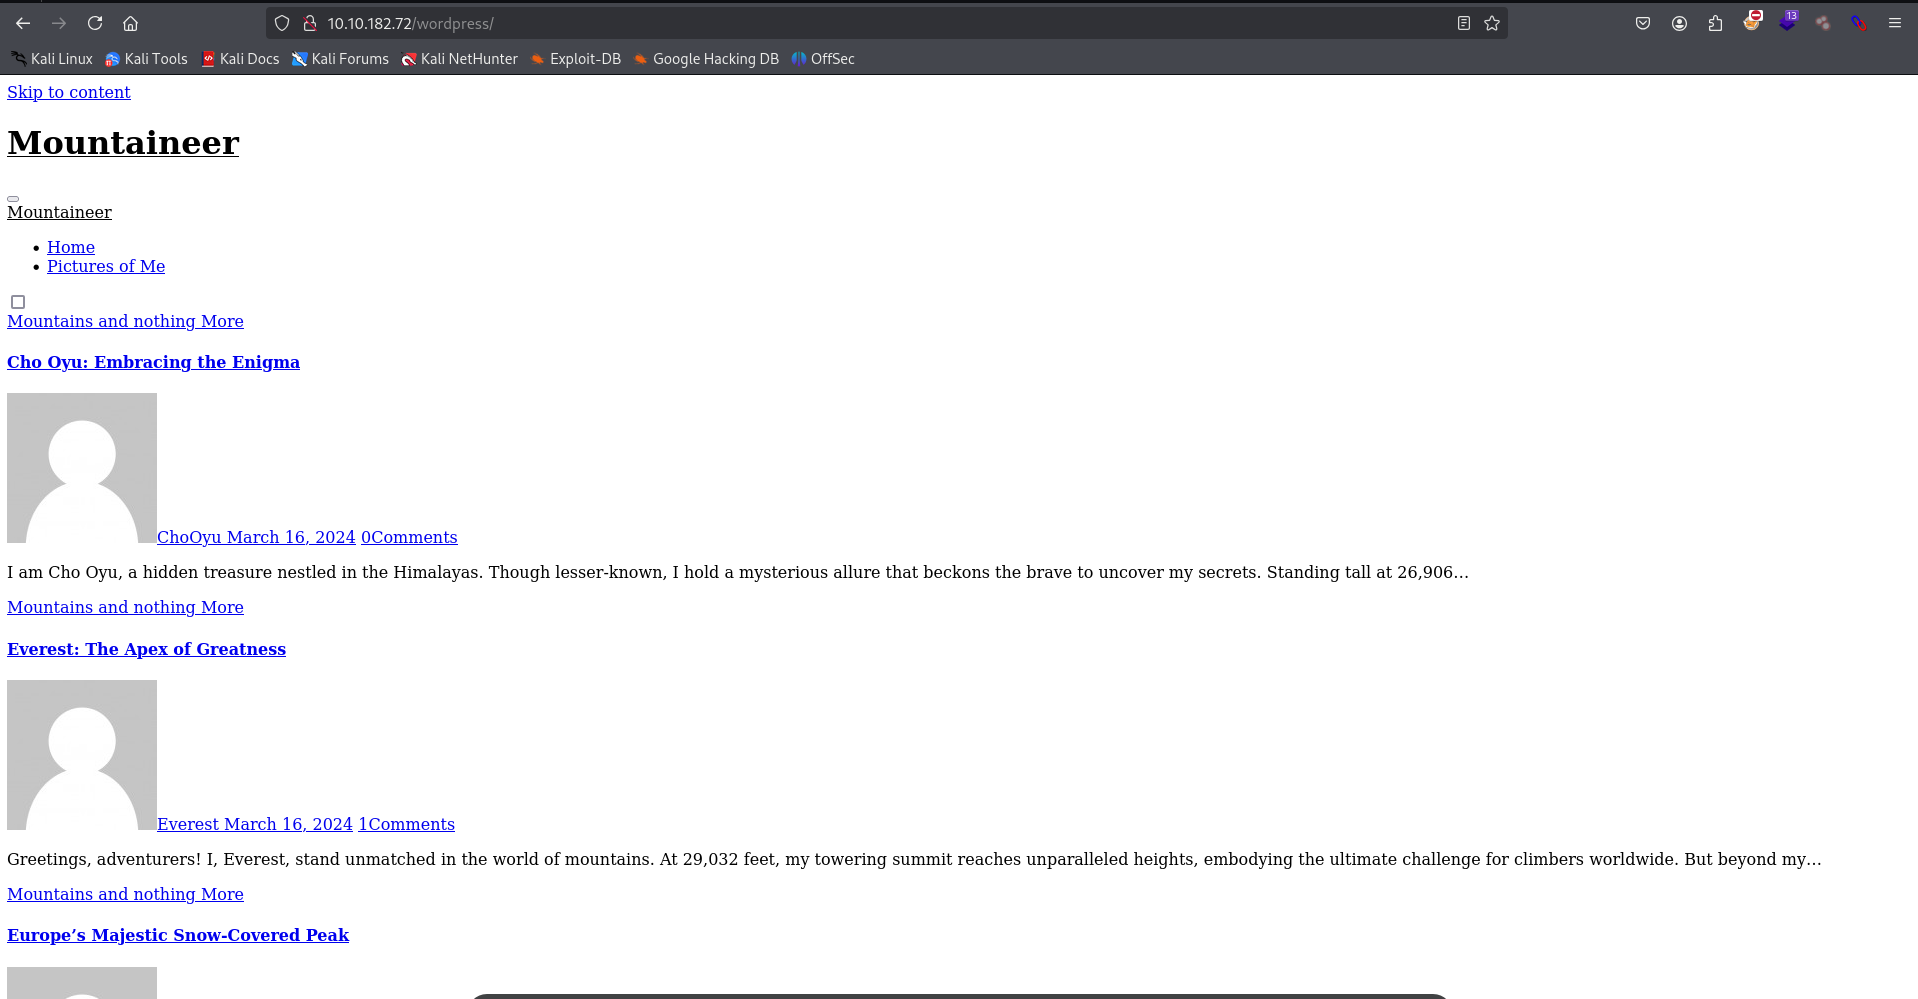 10.10.182.72/wordpress/
13
Kali Linux Kali Tools Kali Docs Kali Forums Kali NetHunter Exploit-DB Google Hacking DB OffSec
Skip to content
Mountaineer
Mountaineer
Home
Pictures of Me
Mountains and nothing More
Cho Oyu: Embracing the Enigma
ChoOyu March 16, 2024 0Comments
I am Cho Oyu, a hidden treasure nestled in the Himalayas. Though lesser-known, I hold a mysterious allure that beckons the brave to uncover my secrets. Standing tall at 26,906…
Mountains and nothing More
Everest: The Apex of Greatness
Everest March 16, 2024 1Comments
Greetings, adventurers! I, Everest, stand unmatched in the world of mountains. At 29,032 feet, my towering summit reaches unparalleled heights, embodying the ultimate challenge for climbers worldwide. But beyond my…
Mountains and nothing More
Europe’s Majestic Snow-Covered Peak